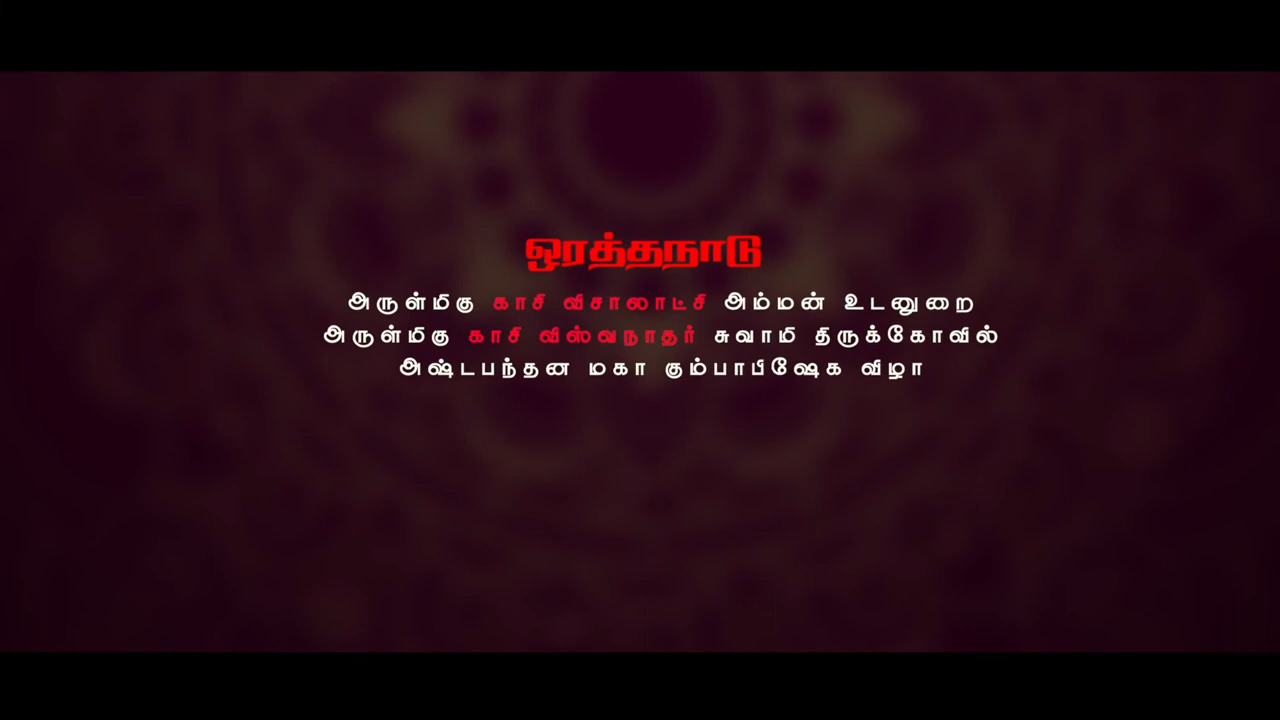 ஒரத்தநாடு
அருள்மிகு காசி விசாலாட்சி அம்மன் உடனுறை
அருள்மிகு காசி விஸ்வநாதர் சுவாமி திருக்கோவில்
அஷ்டபந்தன மகா கும்பாபிஷேக விழா